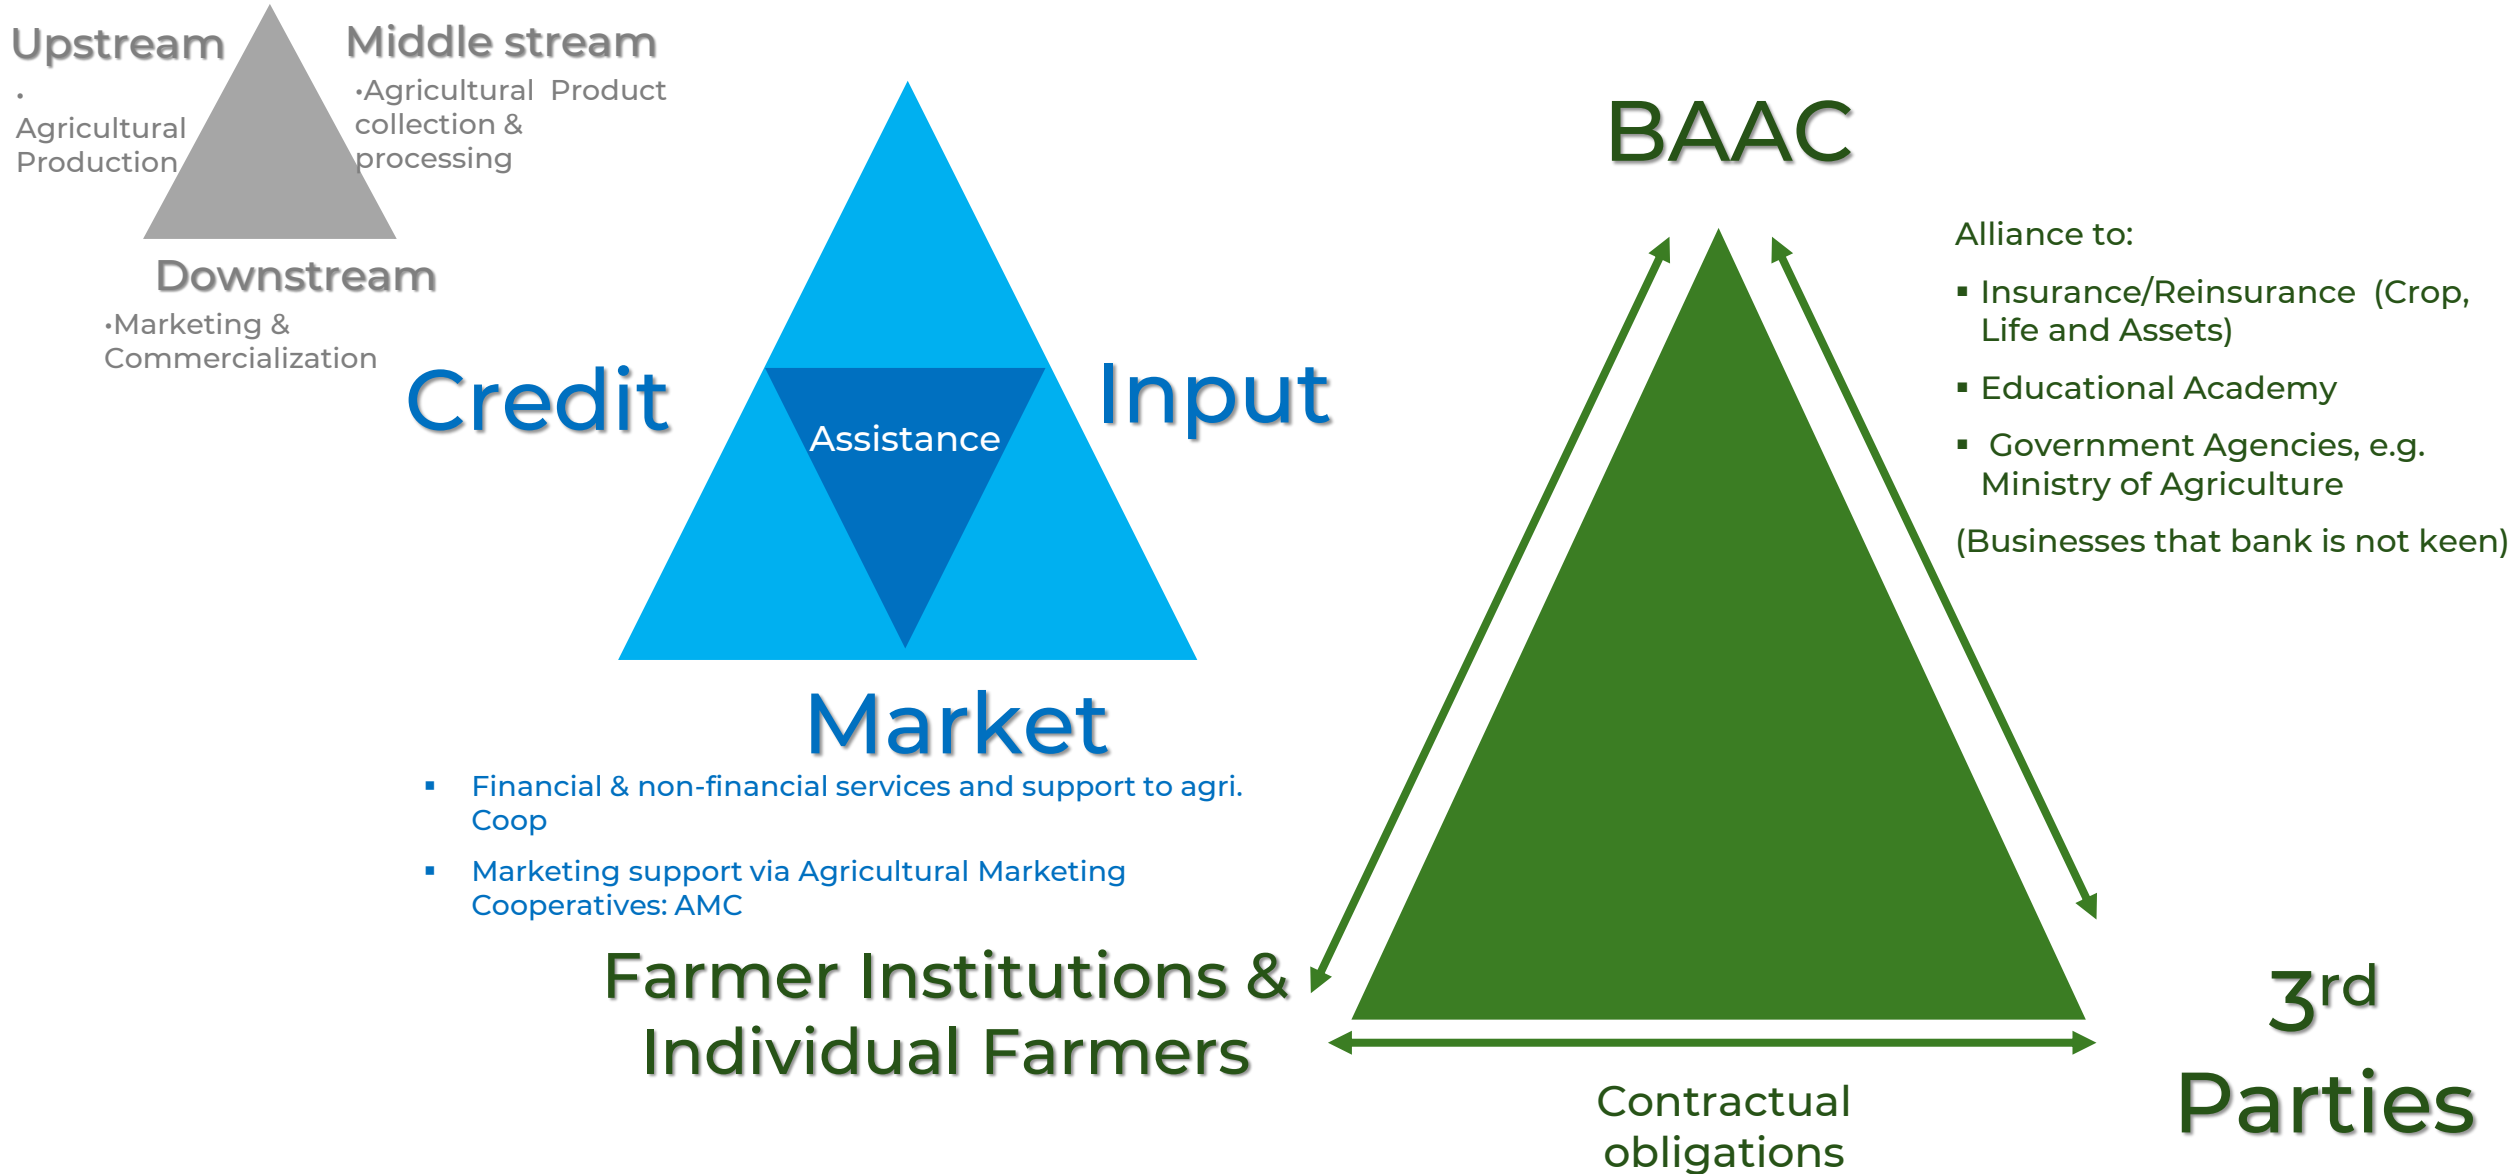 Upstream
•
Agricultural
Production
Middle stream
•Agricultural Product
collection &
processing
Downstream
•Marketing &
Commercialization
Credit
Input
Assistance
Market
▪ Financial & non-financial services and support to agri.
Coop
▪ Marketing support via Agricultural Marketing
Cooperatives: AMC
BAAC
Alliance to:
▪ Insurance/Reinsurance (Crop,
Life and Assets)
▪ Educational Academy
▪ Government Agencies, e.g.
Ministry of Agriculture
(Businesses that bank is not keen)
Farmer Institutions &
Individual Farmers
3rd
Parties
Contractual
obligations